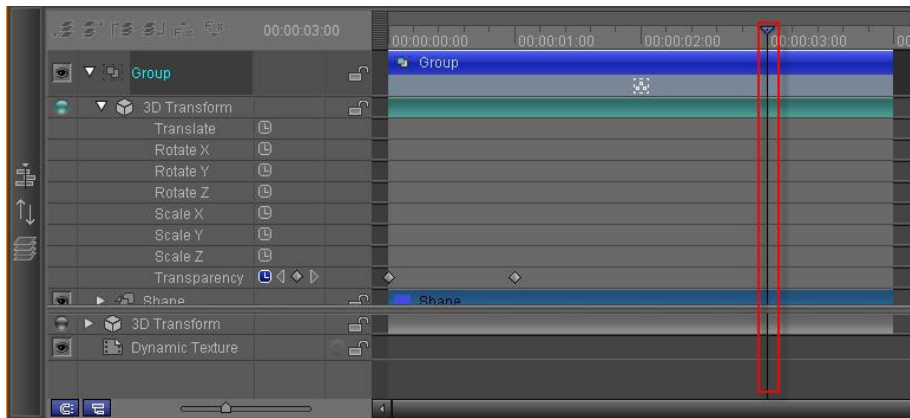 00:00:03:00
00:00:00:00 00:00:01:00 00:00:02:00 00:00:03:00 00
Group
Group
3D Transform
Translate
Rotate X
Rotate Y
Rotate Z
Scale X
Scale Y
Scale Z
Transparency
Shape
Shape
3D Transform
Dynamic Texture